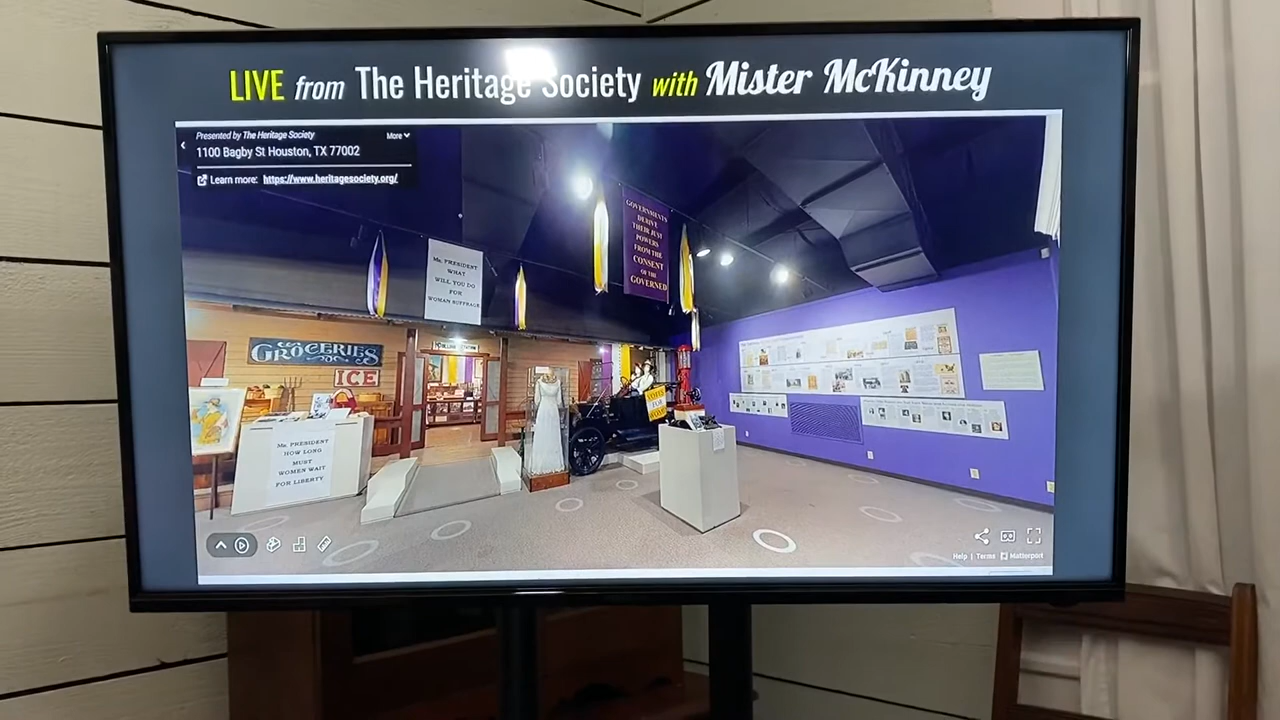 LIVE from The Heritage Society with Mister McKinney
Presented by The Heritage Society
More
1100 Bagby St Houston, TX 77002
Learn more: https://www.heritagesociety.org/
GOVERNMENTS
DERIVE
THEIR JUST
POWERS
FROM THE
CONSENT
OF THE
GOVERNED
Mr. PRESIDENT
WHAT
WILL YOU DO
FOR
WOMAN SUFFRAGE
GROCERIES
ICE
VOTES
FOR
WOMEN
Mr. PRESIDENT
HOW LONG
MUST
WOMEN WAIT
FOR LIBERTY
Help | Terms Matterport